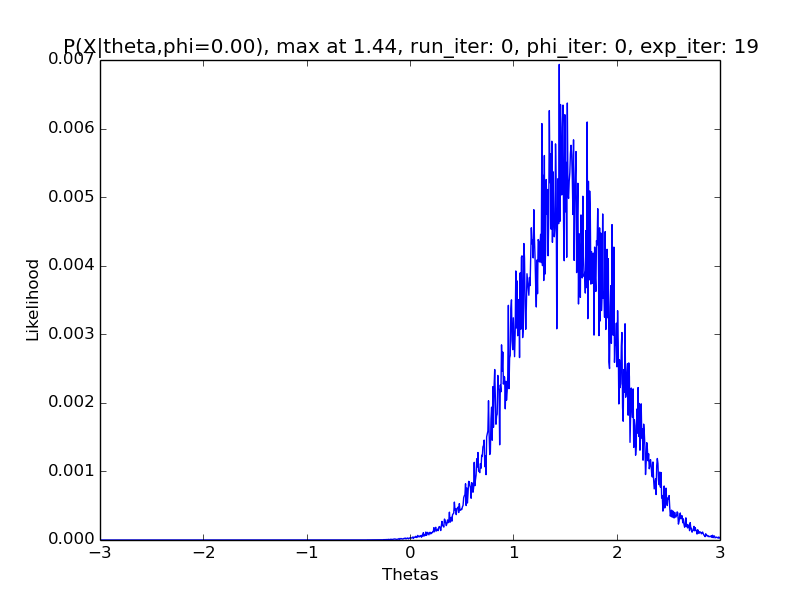 P(X|theta,phi=0.00), max at 1.44, run_iter: 0, phi_iter: 0, exp_iter: 19
0.007
0.006
0.005
0.004
0.003
0.002
0.001
0.000
Likelihood
−3 −2 −1 0 1 2 3
Thetas